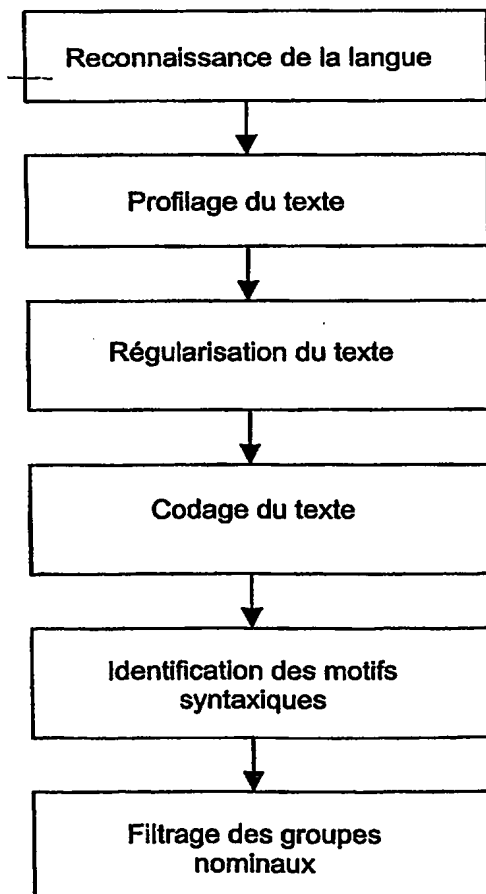 Reconnaissance de la langue
Profilage du texte
Régularisation du texte
Codage du texte
Identification des motifs
syntaxiques
Filtrage des groupes
nominaux